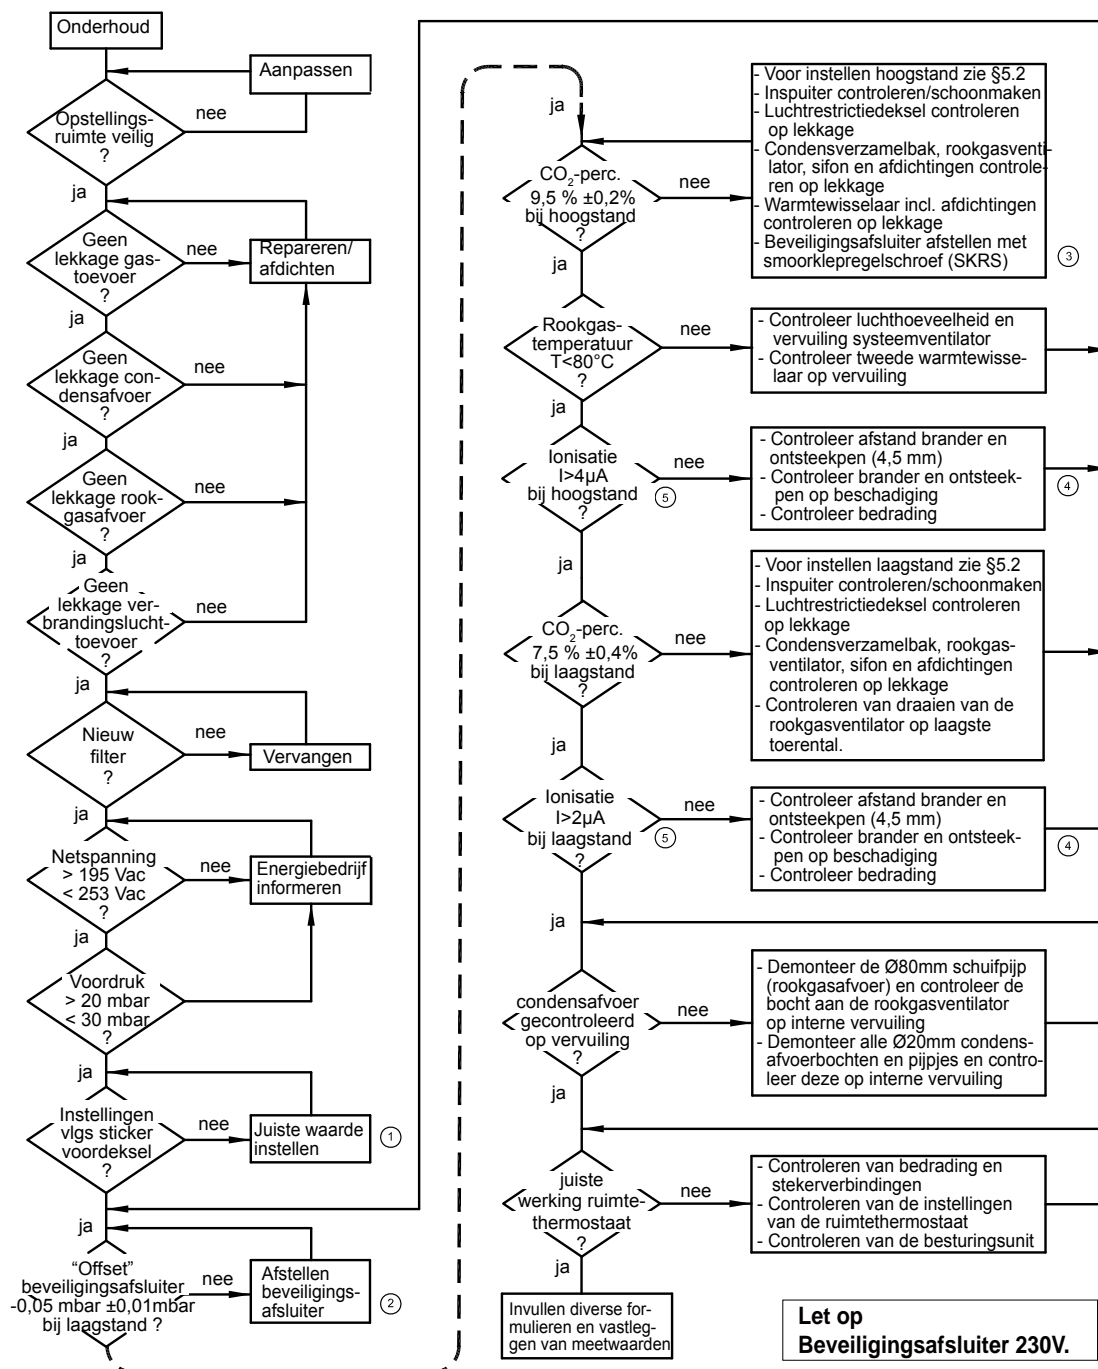 Onderhoud
Aanpassen
nee
Opstellings-
ruimte veilig
?
ja
Geen
lekkage gas-
toevoer
?
nee
Repareren/
afdichten
ja
Geen
lekkage con-
densafvoer
?
nee
ja
Geen
lekkage rook-
gasafvoer
?
nee
ja
Geen
lekkage ver-
brandingslucht-
toevoer
?
nee
ja
Nieuw
filter
?
nee
Vervangen
ja
Netspanning
> 195 Vac
< 253 Vac
?
nee
Energiebedrijf
informeren
ja
Voordruk
> 20 mbar
< 30 mbar
?
ja
Instellingen
vlgs sticker
voordeksel
?
nee
Juiste waarde
instellen
1
ja
“Offset”
beveiligingsafsluiter
-0,05 mbar ±0,01mbar
bij laagstand ?
nee
Afstellen
beveiligings-
afsluiter
2
ja
CO2-perc.
9,5 % ±0,2%
bij hoogstand
?
nee
- Voor instellen hoogstand zie §5.2
- Inspuiter controleren/schoonmaken
- Luchtrestrictiedeksel controleren
op lekkage
- Condensverzamelbak, rookgasventi-
lator, sifon en afdichtingen controle-
ren op lekkage
- Warmtewisselaar incl. afdichtingen
controleren op lekkage
- Beveiligingsafsluiter afstellen met
smoorklepregelschroef (SKRS)
3
ja
Rookgas-
temperatuur
T<80°C
?
nee
- Controleer luchthoeveelheid en
vervuiling systeemventilator
- Controleer tweede warmtewisse-
laar op vervuiling
ja
Ionisatie
I>4µA
bij hoogstand
?
nee
5
- Controleer afstand brander en
ontsteekpen (4,5 mm)
- Controleer brander en ontsteek-
pen op beschadiging
- Controleer bedrading
4
ja
CO2-perc.
7,5 % ±0,4%
bij laagstand
?
nee
- Voor instellen laagstand zie §5.2
- Inspuiter controleren/schoonmaken
- Luchtrestrictiedeksel controleren
op lekkage
- Condensverzamelbak, rookgas-
ventilator, sifon en afdichtingen
controleren op lekkage
- Controleren van draaien van de
rookgasventilator op laagste
toerental.
ja
Ionisatie
I>2µA
bij laagstand
?
nee
5
- Controleer afstand brander en
ontsteekpen (4,5 mm)
- Controleer brander en ontsteek-
pen op beschadiging
- Controleer bedrading
4
ja
condensafvoer
gecontroleerd
op vervuiling
?
nee
- Demonteer de Ø80mm schuifpijp
(rookgasafvoer) en controleer de
bocht aan de rookgasventilator
op interne vervuiling
- Demonteer alle Ø20mm condens-
afvoerbochten en pijpjes en contro-
leer deze op interne vervuiling
ja
juiste
werking ruimte-
thermostaat
?
nee
- Controleren van bedrading en
stekerverbindingen
- Controleren van de instellingen
van de ruimtethermostaat
- Controleren van de besturingsunit
ja
Invullen diverse for-
mulieren en vastleg-
gen van meetwaarden
Let op
Beveiligingsafsluiter 230V.